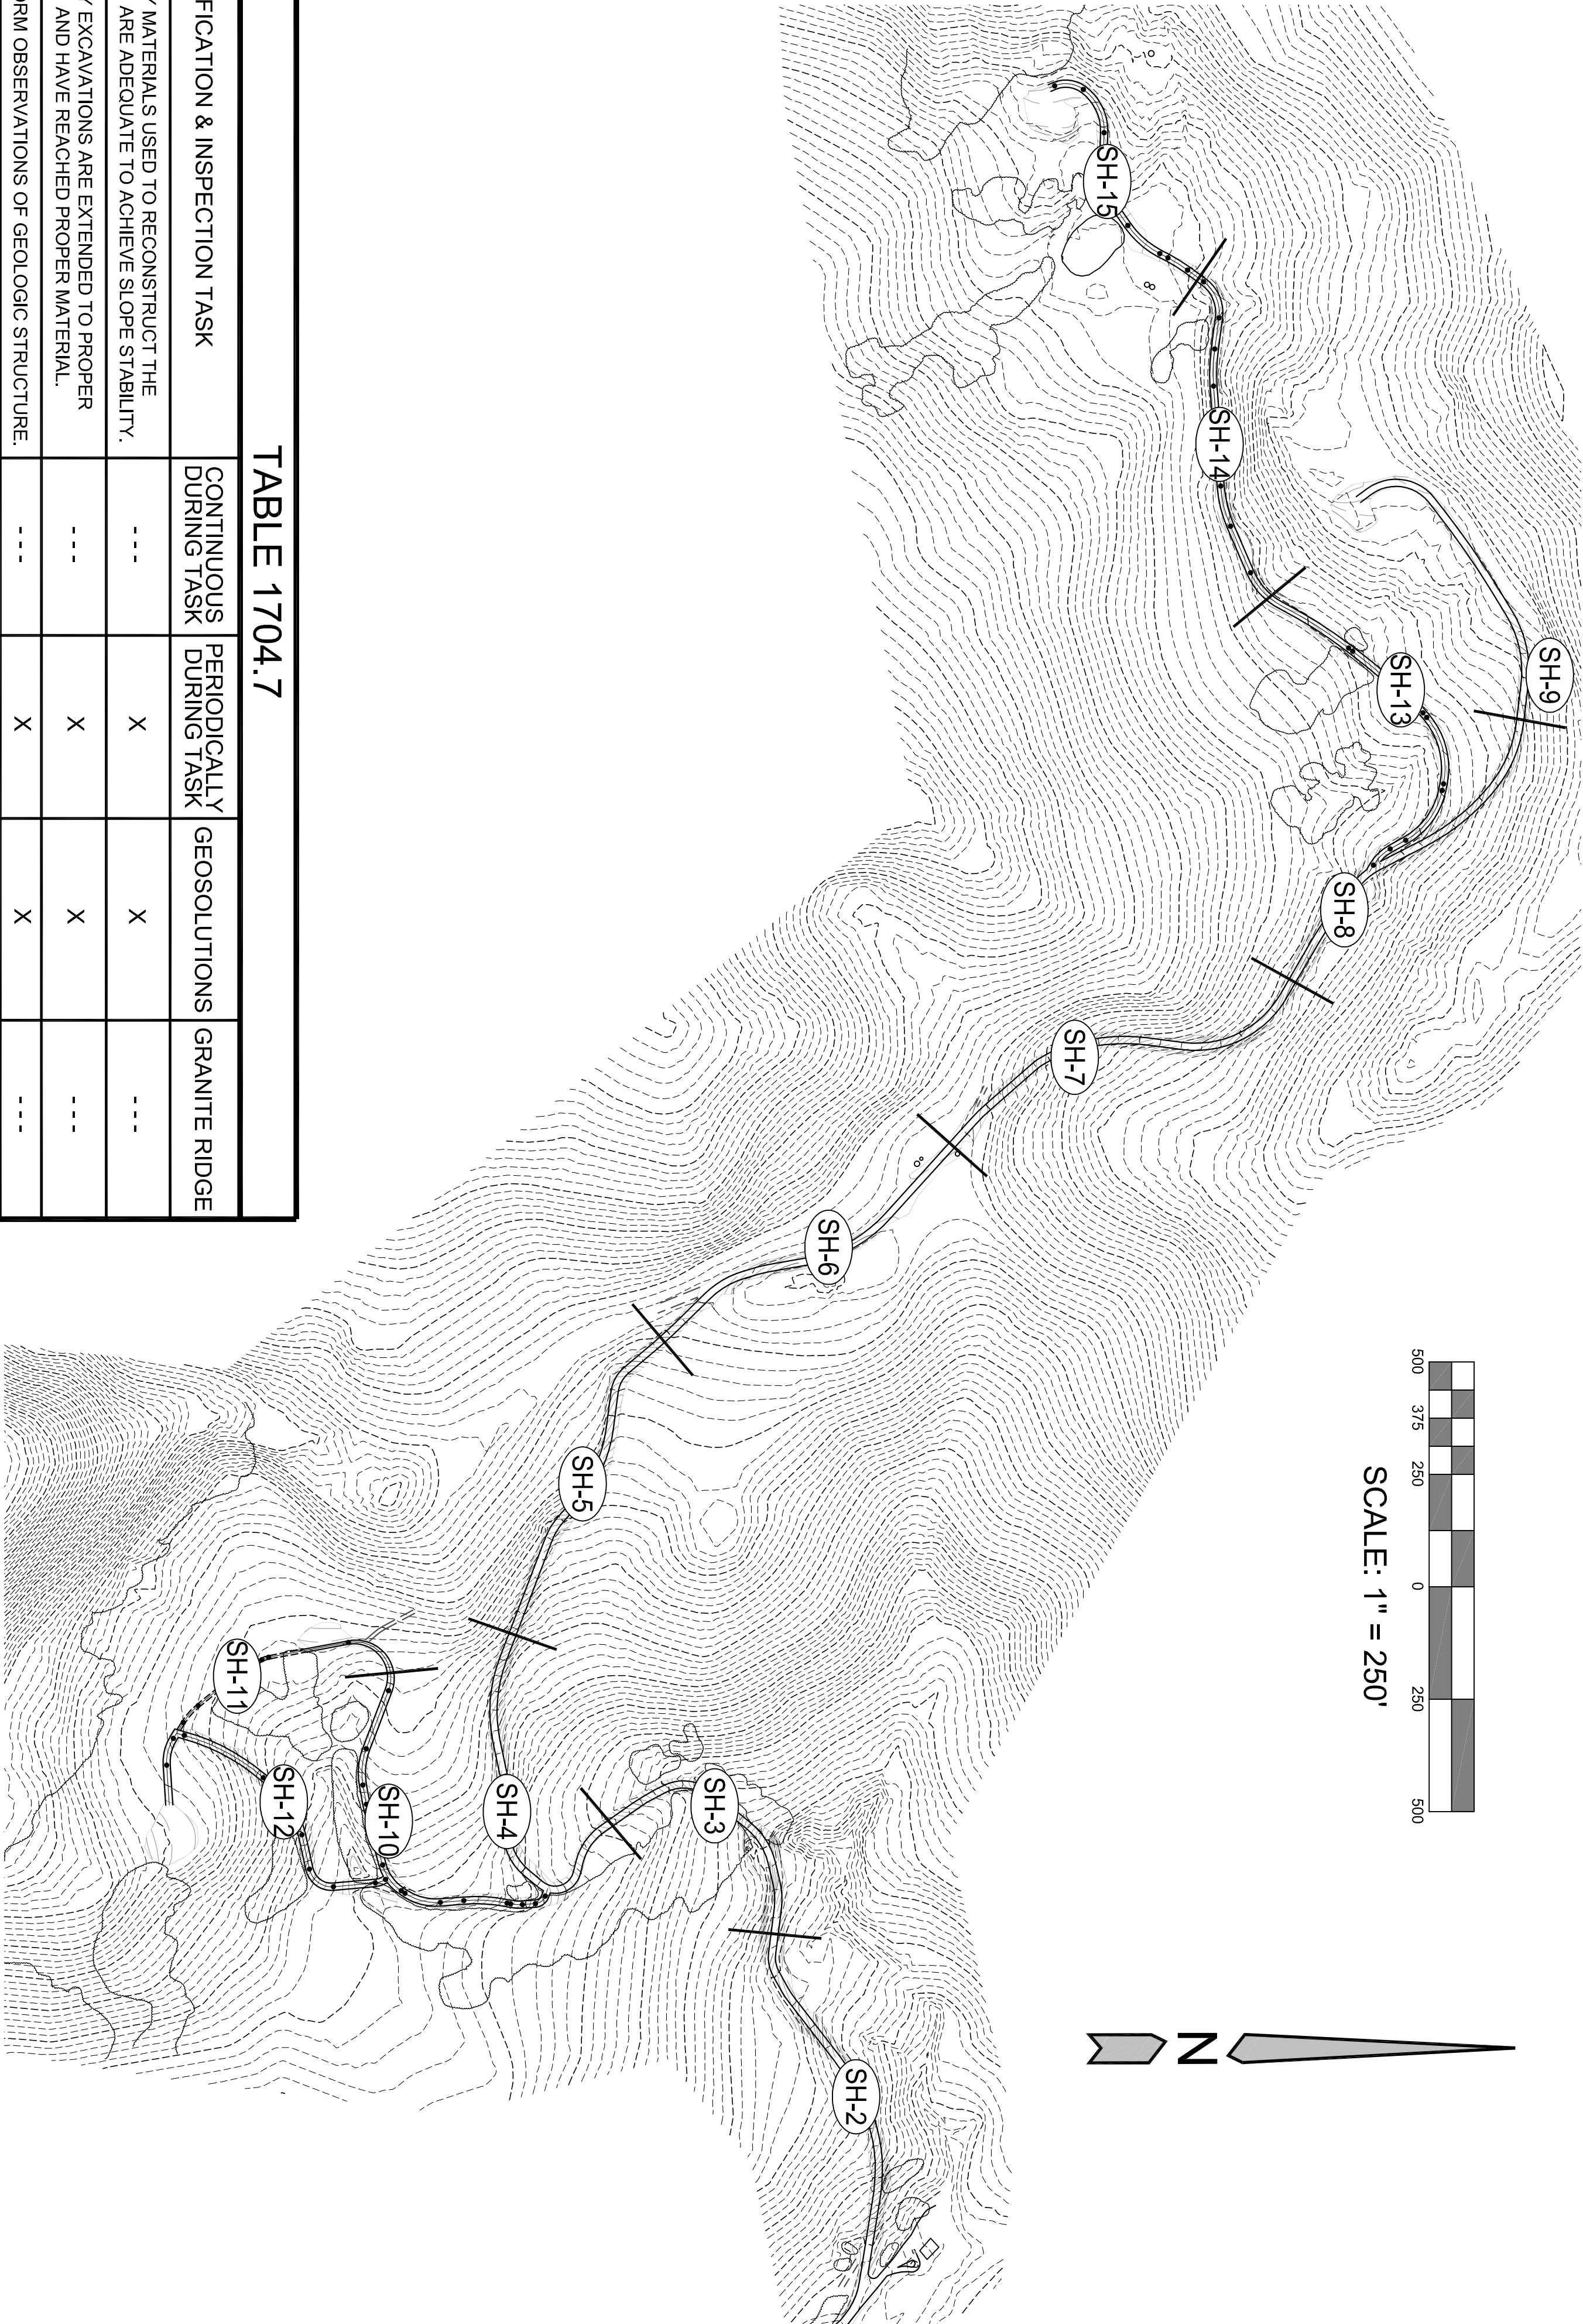 TABLE 1704.7
FICATION & INSPECTION TASK
CONTINUOUS
DURING TASK
PERIODICALLY
DURING TASK
GEOSOLUTIONS
GRANITE RIDGE
MATERIALS USED TO RECONSTRUCT THE
ARE ADEQUATE TO ACHIEVE SLOPE STABILITY.
---
X
X
---
EXCAVATIONS ARE EXTENDED TO PROPER
AND HAVE REACHED PROPER MATERIAL.
---
X
X
---
ORM OBSERVATIONS OF GEOLOGIC STRUCTURE.
---
X
X
---
SH-9
SH-13
SH-8
SH-14
SH-15
SH-7
SH-6
SH-5
SH-4
SH-3
SH-2
SH-10
SH-12
SH-11
500 375 250 0 250 500
SCALE: 1" = 250'
N